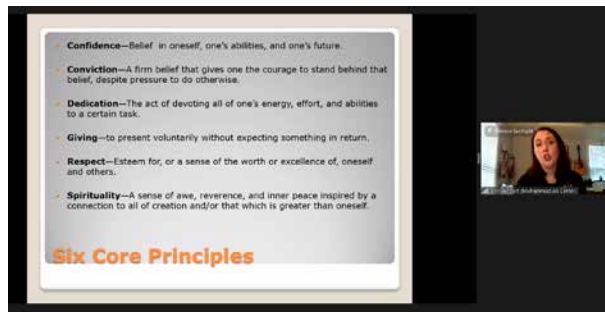 Confidence—Belief in oneself, one's abilities, and one's future.
Conviction—A firm belief that gives one the courage to stand behind that
belief, despite pressure to do otherwise.
Dedication—The act of devoting all of one's energy, effort, and abilities
to a certain task.
Giving—to present voluntarily without expecting something in return.
Respect—Esteem for, or a sense of the worth or excellence of, oneself
and others.
Spirituality—A sense of awe, reverence, and inner peace inspired by a
connection to all of creation and/or that which is greater than oneself.
Six Core Principles